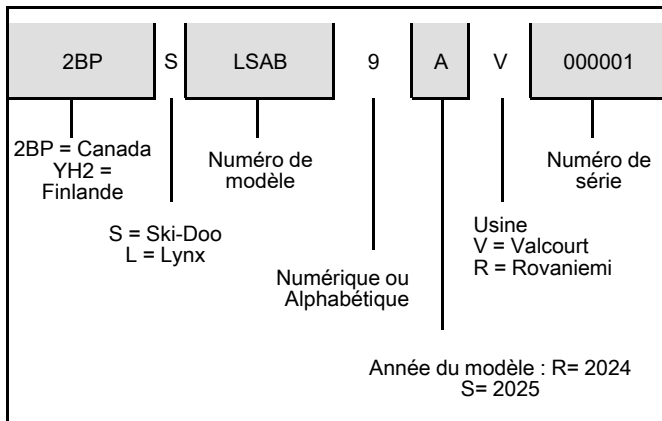 2BP S LSAB 9 A V 000001
2BP = Canada
YH2 =
Finlande
Numéro de
modèle
Numéro de
série
S = Ski-Doo
L = Lynx
Usine
V = Valcourt
R = Rovaniemi
Numérique ou
Alphabétique
Année du modèle : R= 2024
S= 2025